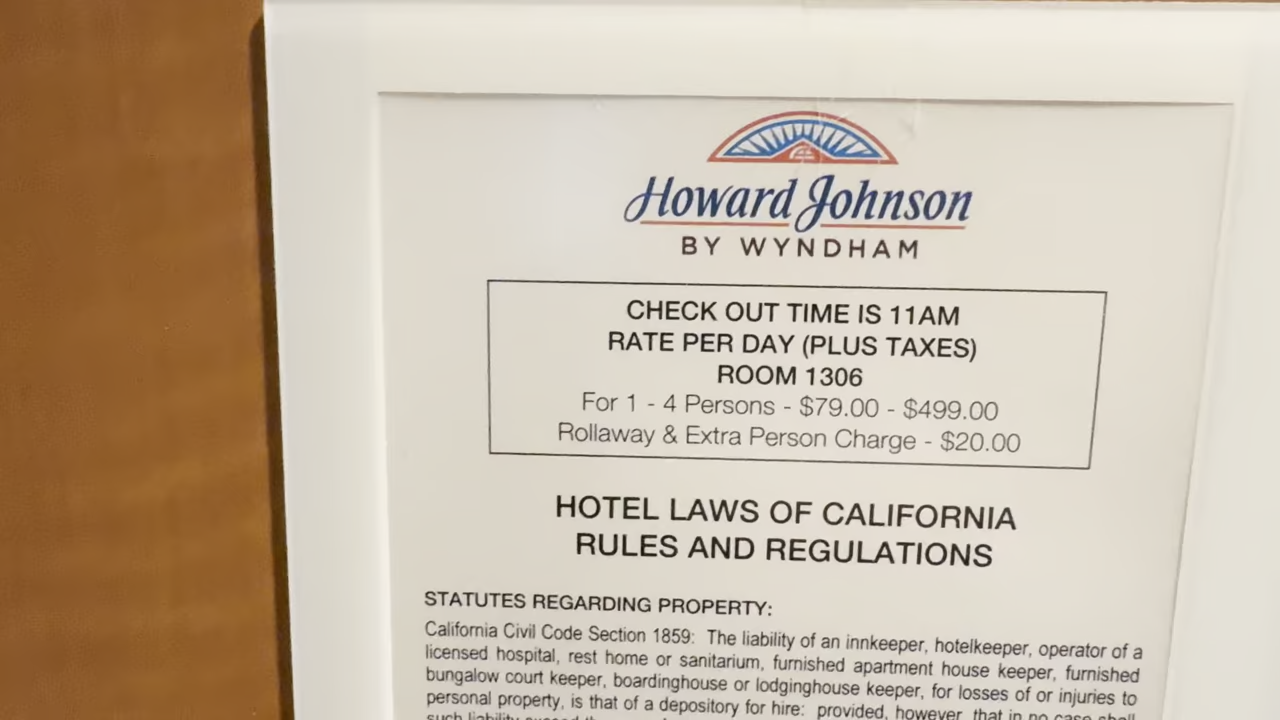 Howard Johnson
BY WYNDHAM
CHECK OUT TIME IS 11AM
RATE PER DAY (PLUS TAXES)
ROOM 1306
For 1 - 4 Persons - $79.00 - $499.00
Rollaway & Extra Person Charge - $20.00
HOTEL LAWS OF CALIFORNIA
RULES AND REGULATIONS
STATUTES REGARDING PROPERTY:
California Civil Code Section 1859: The liability of an innkeeper, hotelkeeper, operator of a
licensed hospital, rest home or sanitarium, furnished apartment house keeper, furnished
bungalow court keeper, boardinghouse or lodginghouse keeper, for losses of or injuries to
personal property, is that of a depository for hire: provided, however, that in no case shall
such liability